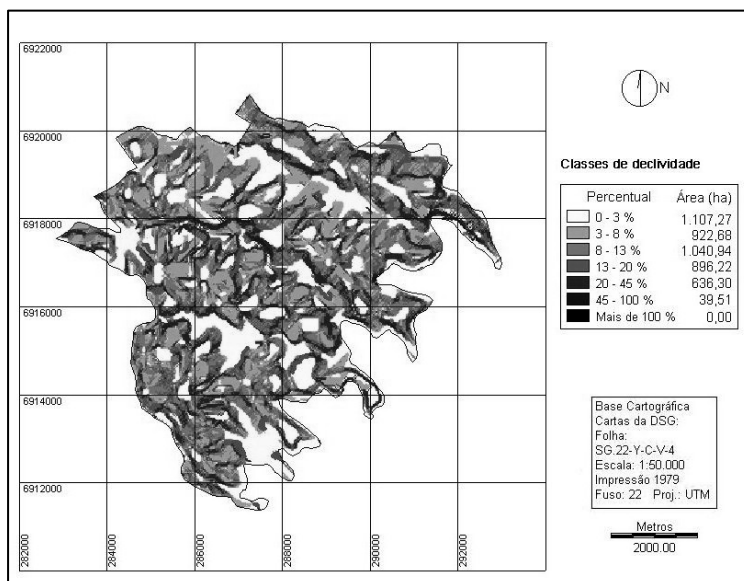 6922000
6920000
6918000
6916000
6914000
6912000
282000
284000
286000
288000
290000
292000
N
Classes de declividade
Percentual Área (ha)
0 - 3 % 1.107,27
3 - 8 % 922,68
8 - 13 % 1.040,94
13 - 20 % 896,22
20 - 45 % 636,30
45 - 100 % 39,51
Mais de 100 % 0,00
Base Cartográfica
Cartas da DSG:
Folha:
SG.22-Y-C-V-4
Escala: 1:50.000
Impressão 1979
Fuso: 22 Proj.: UTM
Metros
2000.00